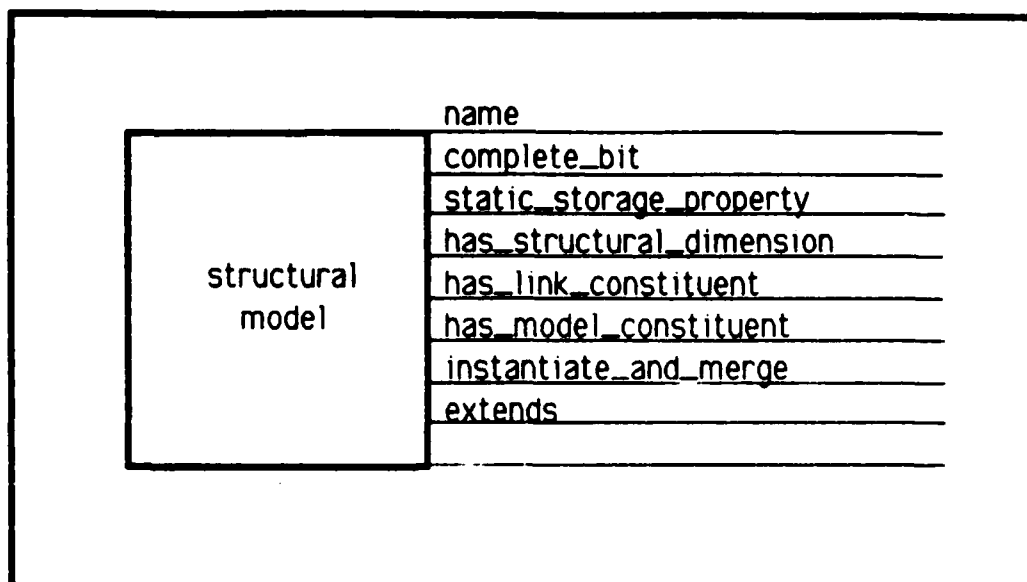 name
complete_bit
static_storage_property
has_structural_dimension
structural
model
has_link_constituent
has_model_constituent
instantiate_and_merge
extends